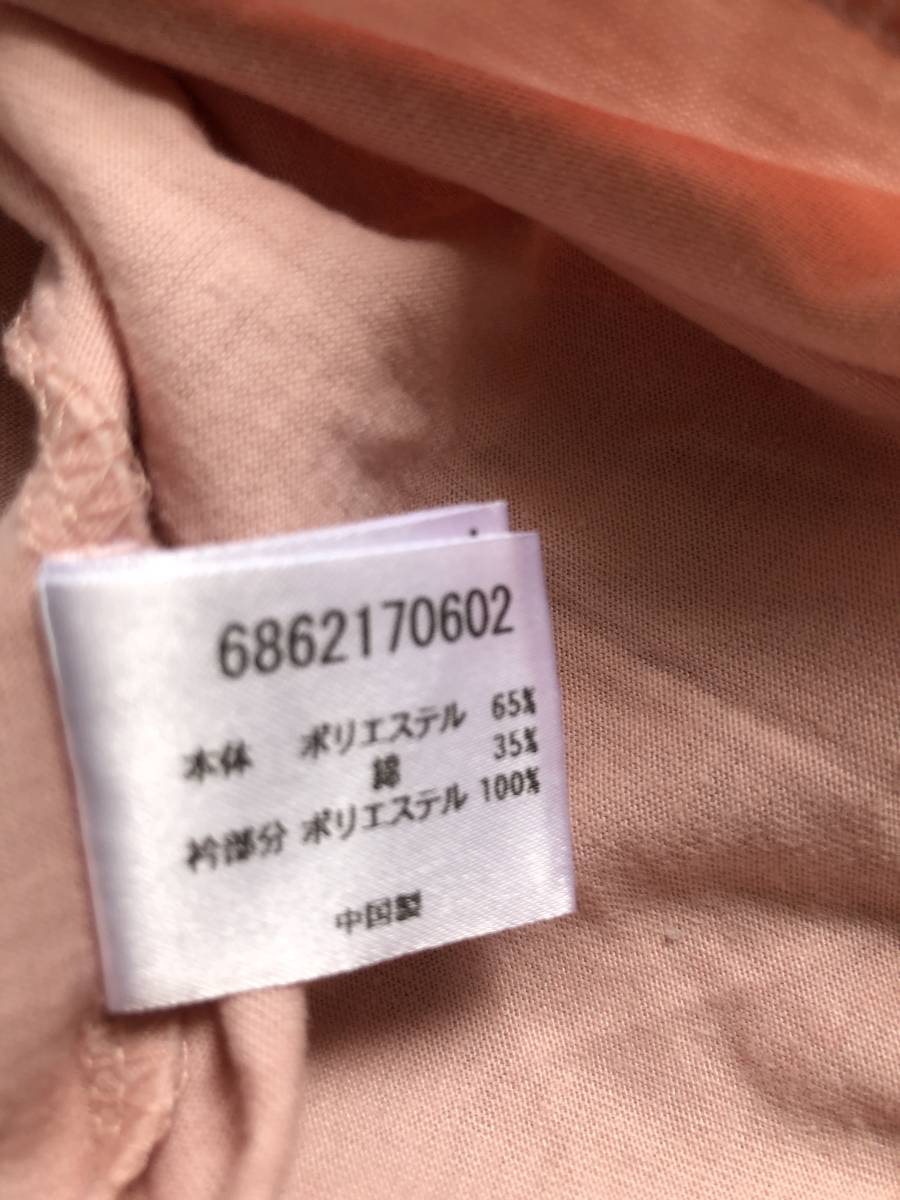 6862170602
本体 ポリエステル 65%
綿 35%
衿部分 ポリエステル 100%
中国製